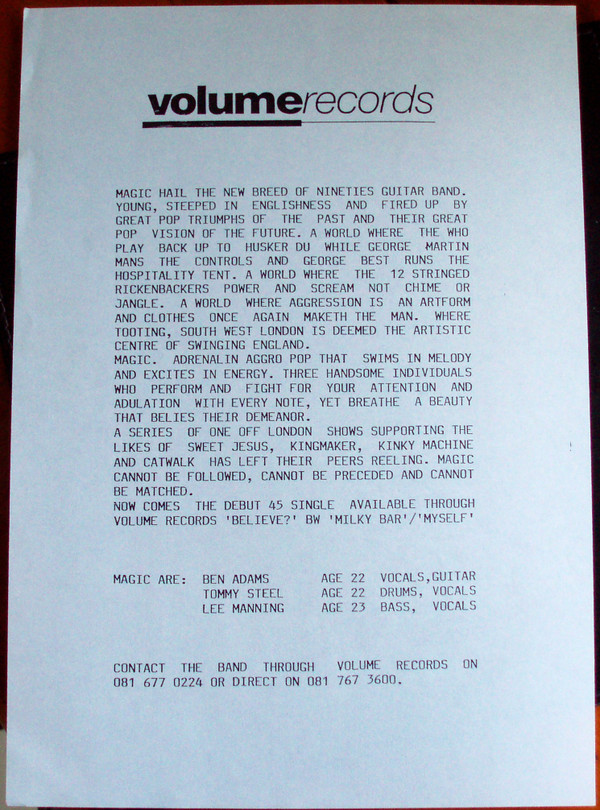 volumerecords
MAGIC HAIL THE NEW BREED OF NINETIES GUITAR BAND.
YOUNG, STEEPED IN ENGLISHNESS AND FIRED UP BY
GREAT POP TRIUMPHS OF THE PAST AND THEIR GREAT
POP VISION OF THE FUTURE. A WORLD WHERE THE WHO
PLAY BACK UP TO HUSKER DU WHILE GEORGE MARTIN
MANS THE CONTROLS AND GEORGE BEST RUNS THE
HOSPITALITY TENT. A WORLD WHERE THE 12 STRINGED
RICKENBACKERS POWER AND SCREAM NOT CHIME OR
JANGLE. A WORLD WHERE AGGRESSION IS AN ARTFORM
AND CLOTHES ONCE AGAIN MAKETH THE MAN. WHERE
TOOTING, SOUTH WEST LONDON IS DEEMED THE ARTISTIC
CENTRE OF SWINGING ENGLAND.
MAGIC. ADRENALIN AGGRO POP THAT SWIMS IN MELODY
AND EXCITES IN ENERGY. THREE HANDSOME INDIVIDUALS
WHO PERFORM AND FIGHT FOR YOUR ATTENTION AND
ADULATION WITH EVERY NOTE, YET BREATHE A BEAUTY
THAT BELIES THEIR DEMEANOR.
A SERIES OF ONE OFF LONDON SHOWS SUPPORTING THE
LIKES OF SWEET JESUS, KINGMAKER, KINKY MACHINE
AND CATWALK HAS LEFT THEIR PEERS REELING. MAGIC
CANNOT BE FOLLOWED, CANNOT BE PRECEDED AND CANNOT
BE MATCHED.
NOW COMES THE DEBUT 45 SINGLE AVAILABLE THROUGH
VOLUME RECORDS 'BELIEVE?' BW 'MILKY BAR'/'MYSELF'
MAGIC ARE: BEN ADAMS AGE 22 VOCALS,GUITAR
TOMMY STEEL AGE 22 DRUMS, VOCALS
LEE MANNING AGE 23 BASS, VOCALS
CONTACT THE BAND THROUGH VOLUME RECORDS ON
081 677 0224 OR DIRECT ON 081 767 3600.